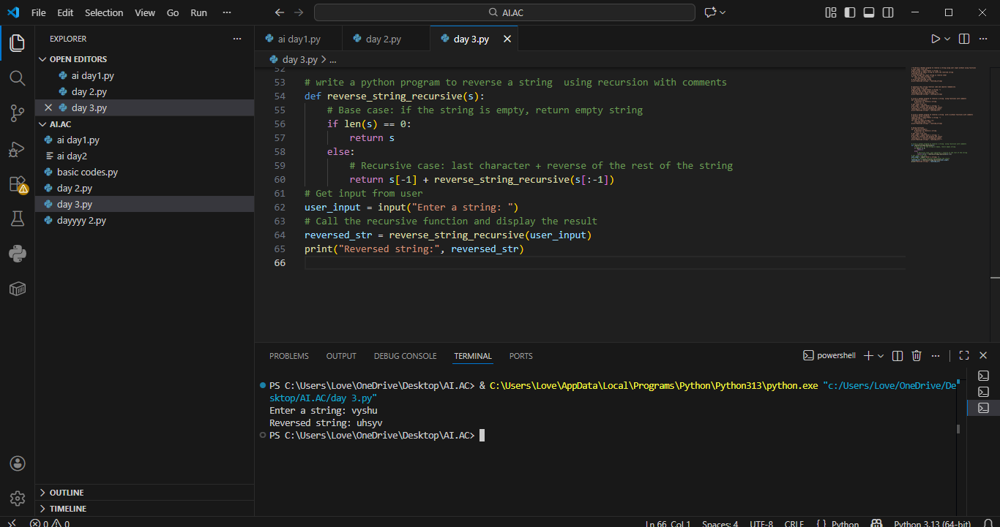 File Edit Selection View Go Run ··· AI.AC
EXPLORER ···
OPEN EDITORS
ai day1.py
day 2.py
day 3.py
AI.AC
ai day1.py
ai day2
basic codes.py
day 2.py
day 3.py
dayyyy 2.py
OUTLINE
TIMELINE
ai day1.py day 2.py day 3.py
day 3.py > ...
52
53 # write a python program to reverse a string  using recursion with comments
54 def reverse_string_recursive(s):
55     # Base case: if the string is empty, return empty string
56     if len(s) == 0:
57         return s
58     else:
59         # Recursive case: last character + reverse of the rest of the string
60         return s[-1] + reverse_string_recursive(s[:-1])
61 # Get input from user
62 user_input = input("Enter a string: ")
63 # Call the recursive function and display the result
64 reversed_str = reverse_string_recursive(user_input)
65 print("Reversed string:", reversed_str)
66
PROBLEMS OUTPUT DEBUG CONSOLE TERMINAL PORTS powershell
PS C:\Users\Love\OneDrive\Desktop\AI.AC> & C:\Users\Love\AppData\Local\Programs\Python\Python313\python.exe "c:/Users/Love/OneDrive/De
sktop/AI.AC/day 3.py"
Enter a string: vyshu
Reversed string: uhsyv
PS C:\Users\Love\OneDrive\Desktop\AI.AC>
0 0 Ln 66, Col 1 Spaces: 4 UTF-8 CRLF { } Python Python 3.13 (64-bit)